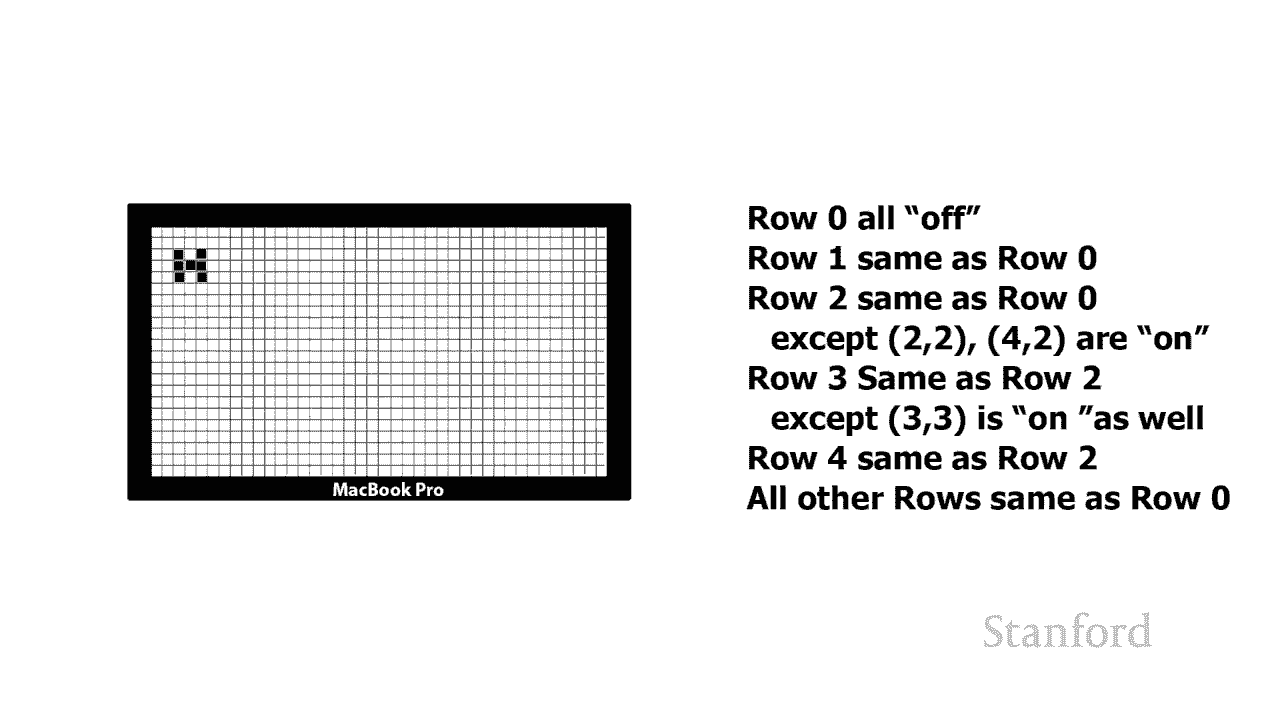 Row 0 all “off”
Row 1 same as Row 0
Row 2 same as Row 0
except (2,2), (4,2) are “on”
Row 3 Same as Row 2
except (3,3) is “on ”as well
Row 4 same as Row 2
All other Rows same as Row 0
MacBook Pro
Stanford